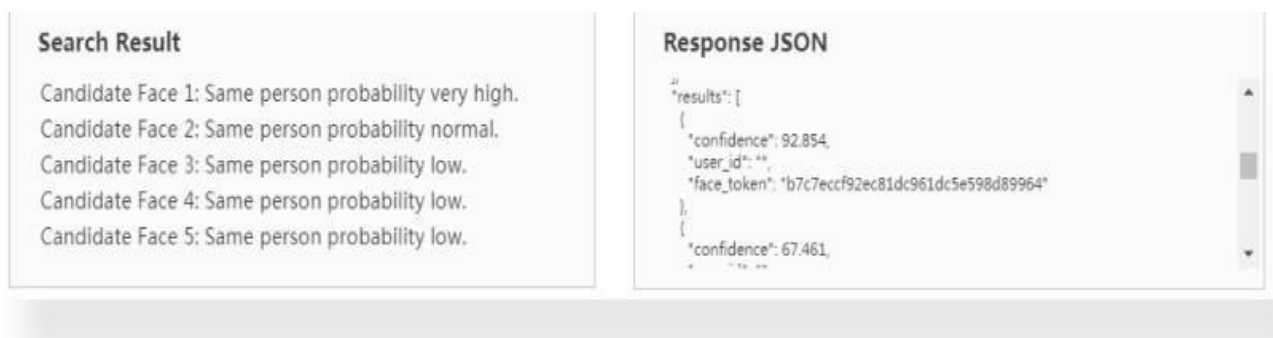 Search Result
Candidate Face 1: Same person probability very high.
Candidate Face 2: Same person probability normal.
Candidate Face 3: Same person probability low.
Candidate Face 4: Same person probability low.
Candidate Face 5: Same person probability low.
Response JSON
"results": [
{
"confidence": 92.854,
"user_id": "",
"face_token": "b7c7eccf92ec81dc961dc5e598d89964"
},
{
"confidence": 67.461,